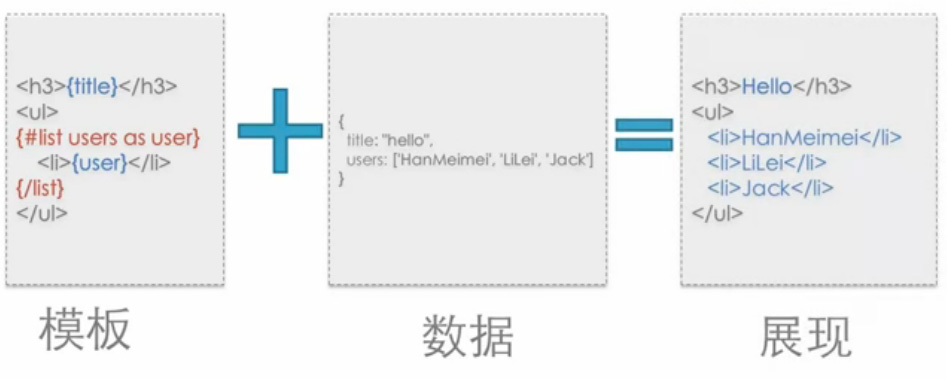 <h3>{title}</h3>
<ul>
{#list users as user}
<li>{user}</li>
{/list}
</ul>
模板
{
title: "hello",
users: ['HanMeimei', 'LiLei', 'Jack']
}
数据
<h3>Hello</h3>
<ul>
<li>HanMeimei</li>
<li>LiLei</li>
<li>Jack</li>
</ul>
展现